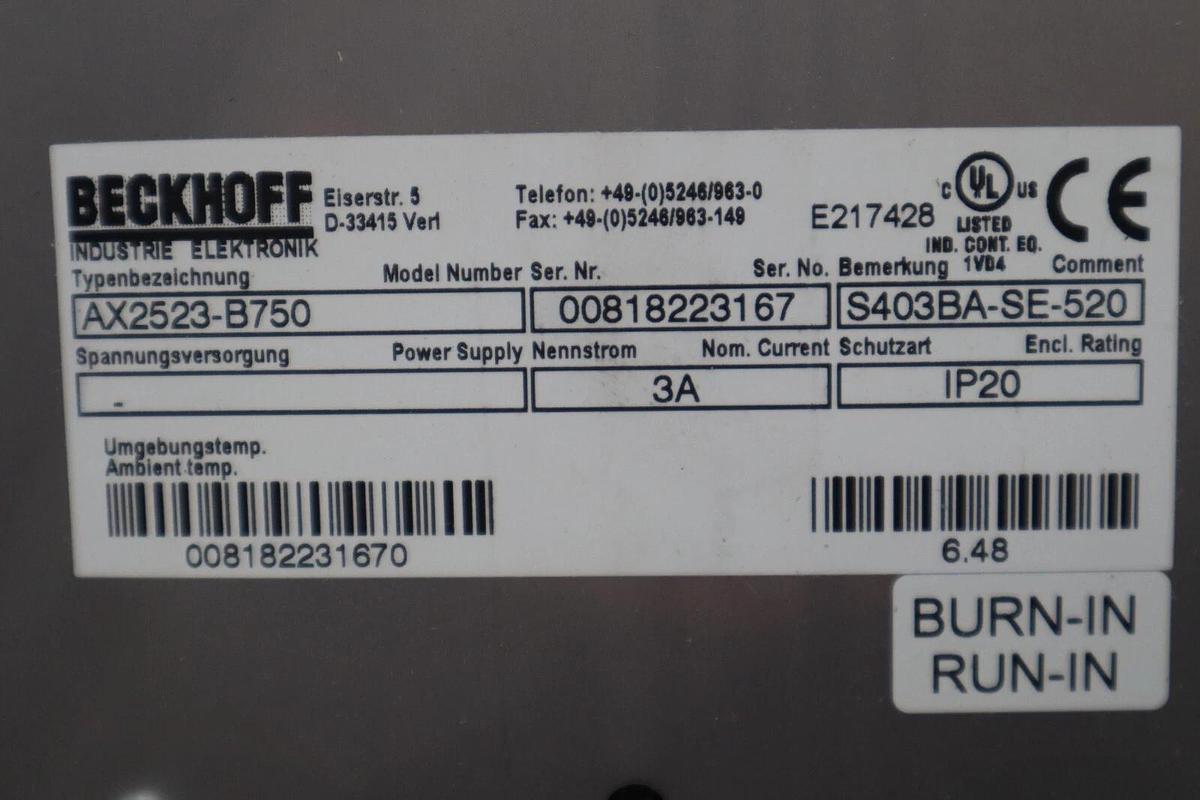 BECKHOFF
INDUSTRIE ELEKTRONIK
Eiserstr. 5
D-33415 Verl
Telefon: +49-(0)5246/963-0
Fax: +49-(0)5246/963-149
E217428
C UL US
LISTED
IND. CONT. EQ.
1VD4
CE
Typenbezeichnung Model Number
AX2523-B750
Ser. Nr. Ser. No.
00818223167
Bemerkung Comment
S403BA-SE-520
Spannungsversorgung Power Supply
-
Nennstrom Nom. Current
3A
Schutzart Encl. Rating
IP20
Umgebungstemp.
Ambient temp.
008182231670
6.48
BURN-IN
RUN-IN